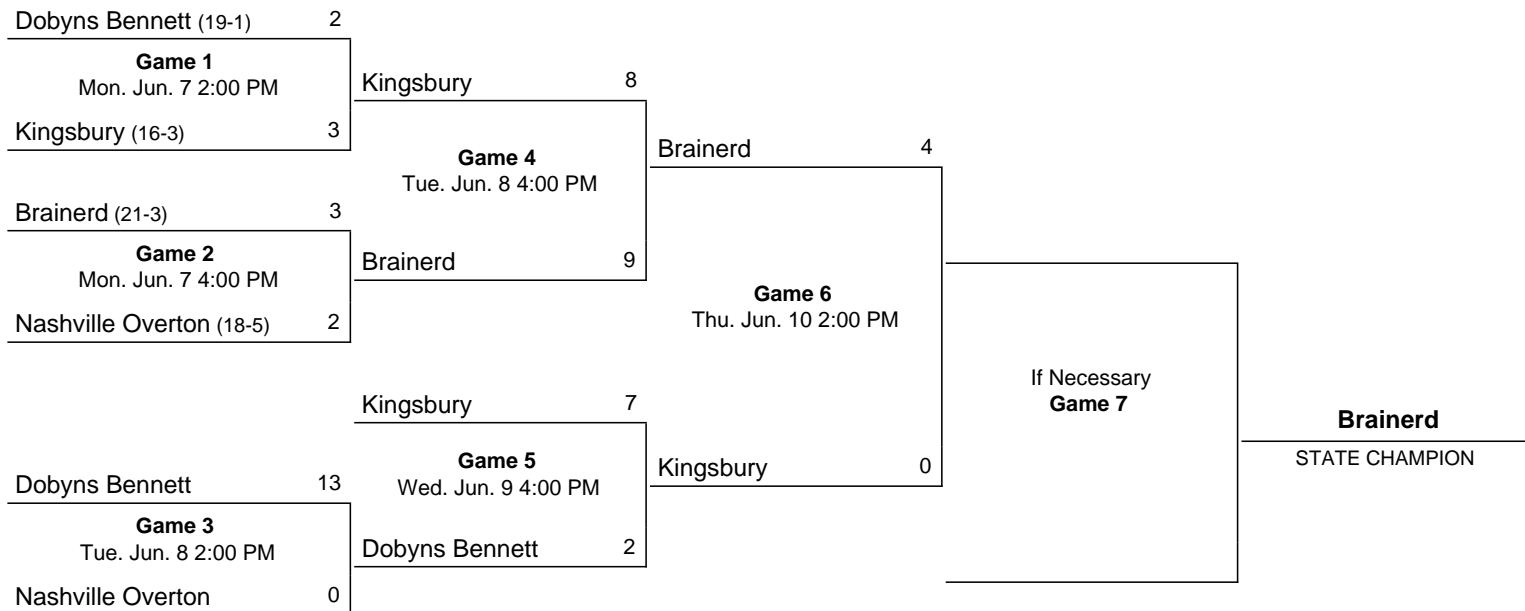 Dobyns Bennett (19-1) 2
Game 1
Mon. Jun. 7 2:00 PM
Kingsbury (16-3) 3
Brainerd (21-3) 3
Game 2
Mon. Jun. 7 4:00 PM
Nashville Overton (18-5) 2
Dobyns Bennett 13
Game 3
Tue. Jun. 8 2:00 PM
Nashville Overton 0
Kingsbury 8
Game 4
Tue. Jun. 8 4:00 PM
Brainerd 9
Kingsbury 7
Game 5
Wed. Jun. 9 4:00 PM
Dobyns Bennett 2
Brainerd 4
Game 6
Thu. Jun. 10 2:00 PM
Kingsbury 0
If Necessary
Game 7
Brainerd
STATE CHAMPION